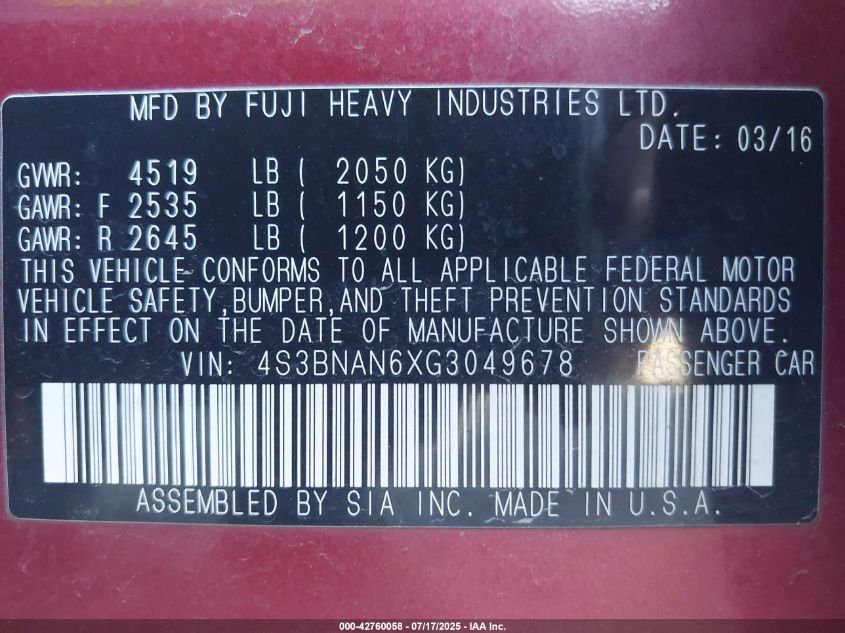 MFD BY FUJI HEAVY INDUSTRIES LTD.
DATE: 03/16
GVWR: 4519 LB ( 2050 KG)
GAWR: F 2535 LB ( 1150 KG)
GAWR: R 2645 LB ( 1200 KG)
THIS VEHICLE CONFORMS TO ALL APPLICABLE FEDERAL MOTOR
VEHICLE SAFETY,BUMPER,AND THEFT PREVENTION STANDARDS
IN EFFECT ON THE DATE OF MANUFACTURE SHOWN ABOVE.
VIN: 4S3BNAN6XG3049678 PASSENGER CAR
ASSEMBLED BY SIA INC. MADE IN U.S.A.
000-42760058 - 07/17/2025 - IAA Inc.